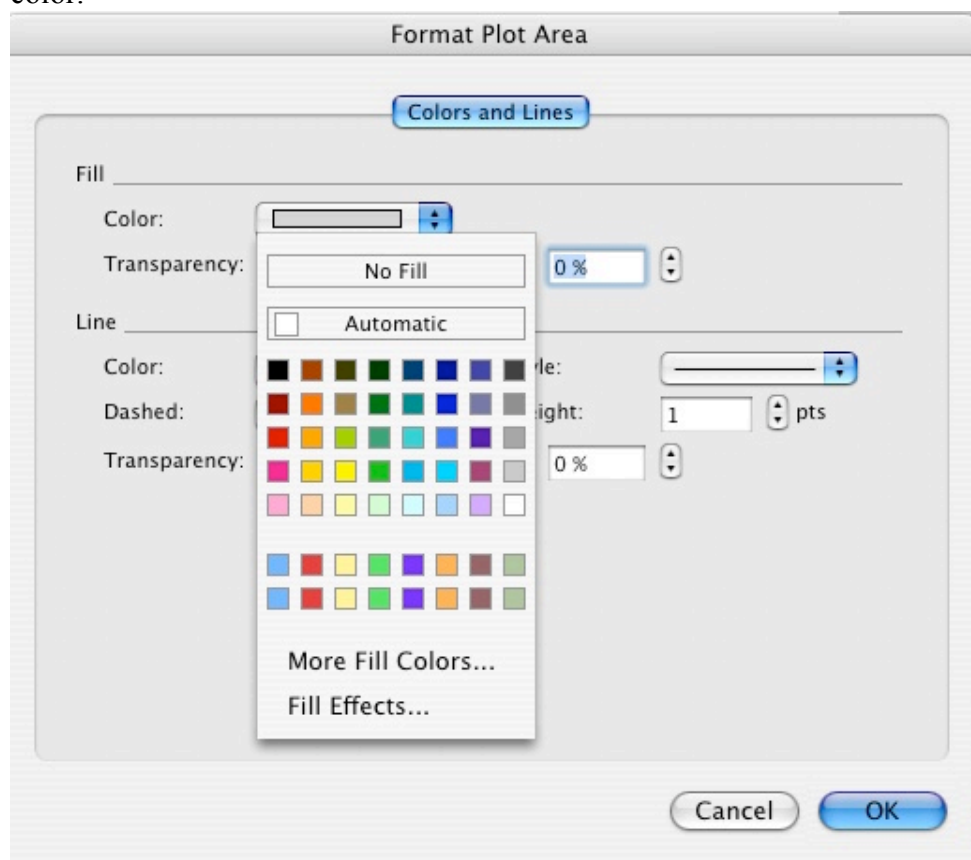 color.
Format Plot Area
Colors and Lines
Fill
Color:
Transparency:
0 %
No Fill
Automatic
Line
Color:
Dashed:
1
pts
Transparency:
0 %
More Fill Colors...
Fill Effects...
Cancel
OK